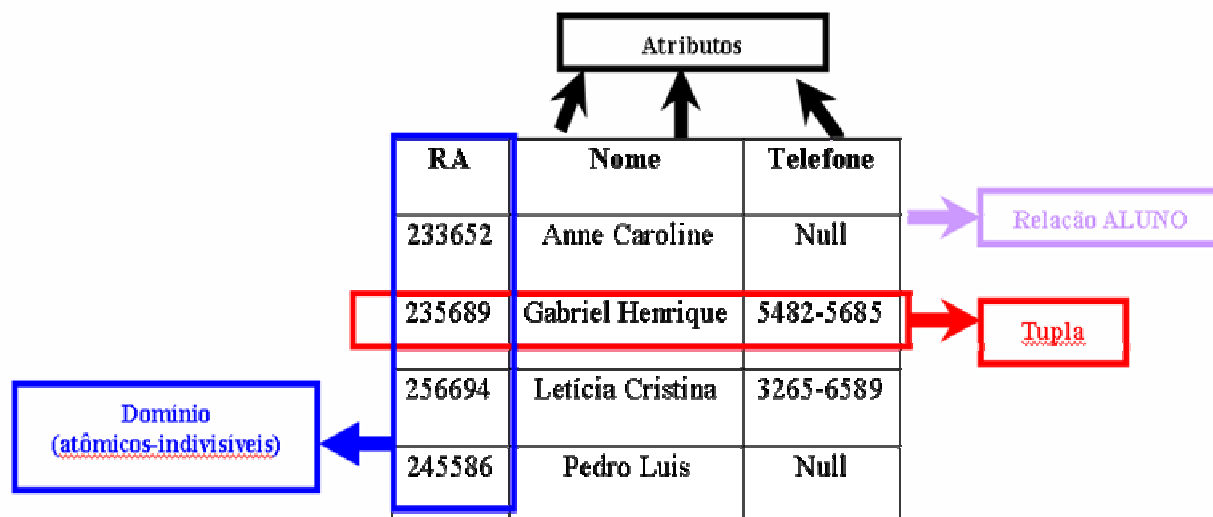 Atributos
RA Nome Telefone
233652 Anne Caroline Null
Relação ALUNO
235689 Gabriel Henrique 5482-5685
Tupla
256694 Letícia Cristina 3265-6589
Domínio
(atômicos-indivisíveis)
245586 Pedro Luis Null